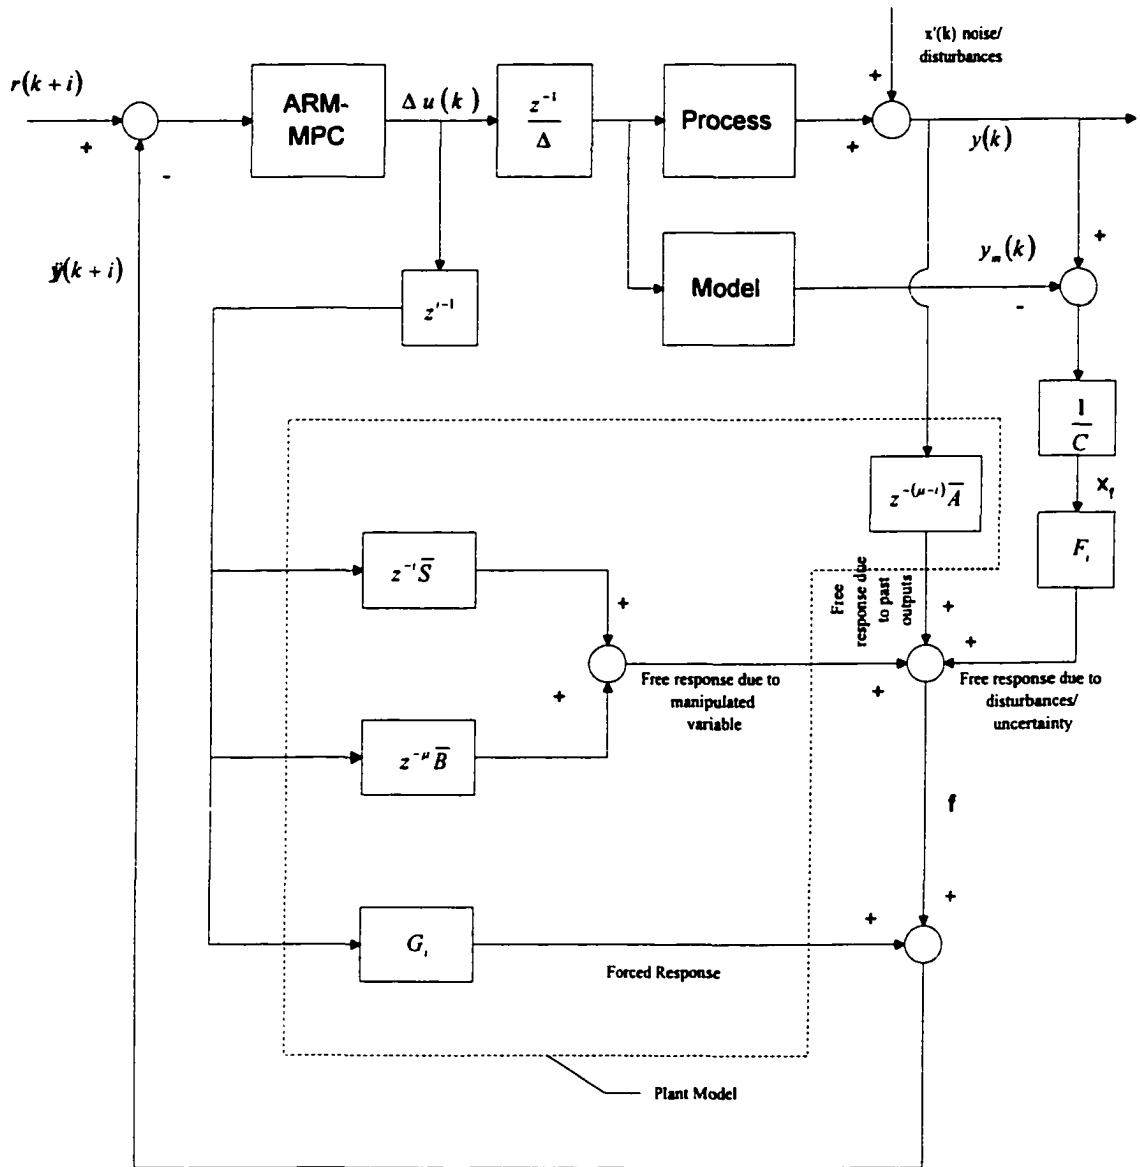 x'(k) noise/
disturbances
r(k + i)
+
-
ARM-
MPC
Δ u (k)
z⁻¹
Δ
Process
+
+
y(k)
ŷ(k + i)
z'⁻¹
Model
yₘ(k)
+
-
1
C
x_f
F_i
z^{-(μ-i)} A̅
Free
response due
to past
outputs
z^{-i} S̅
+
+
z^{-μ} B̅
Free response due to
manipulated
variable
+
+
+
Free response due to
disturbances/
uncertainty
f
+
+
G_i
Forced Response
Plant Model